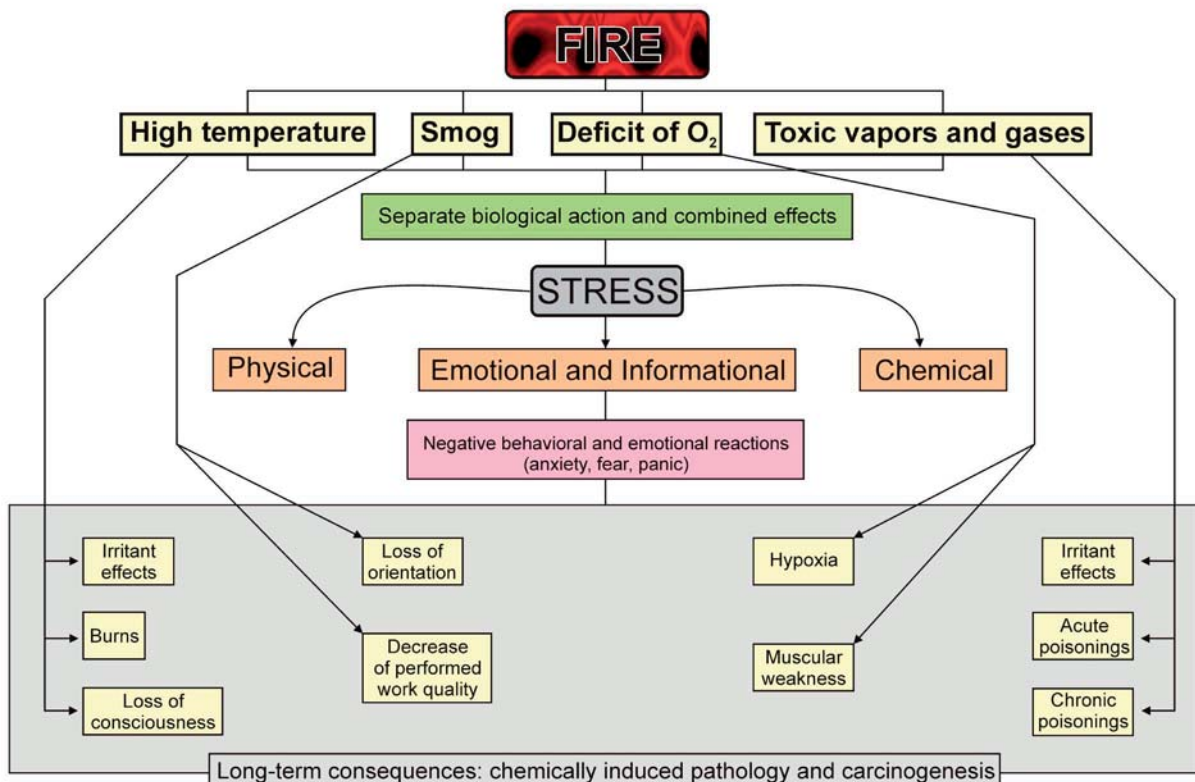 FIRE
High temperature
Smog
Deficit of O₂
Toxic vapors and gases
Separate biological action and combined effects
STRESS
Physical
Emotional and Informational
Chemical
Negative behavioral and emotional reactions
(anxiety, fear, panic)
Irritant
effects
Loss of
orientation
Hypoxia
Irritant
effects
Burns
Decrease
of performed
work quality
Muscular
weakness
Acute
poisonings
Loss of
consciousness
Chronic
poisonings
Long-term consequences: chemically induced pathology and carcinogenesis